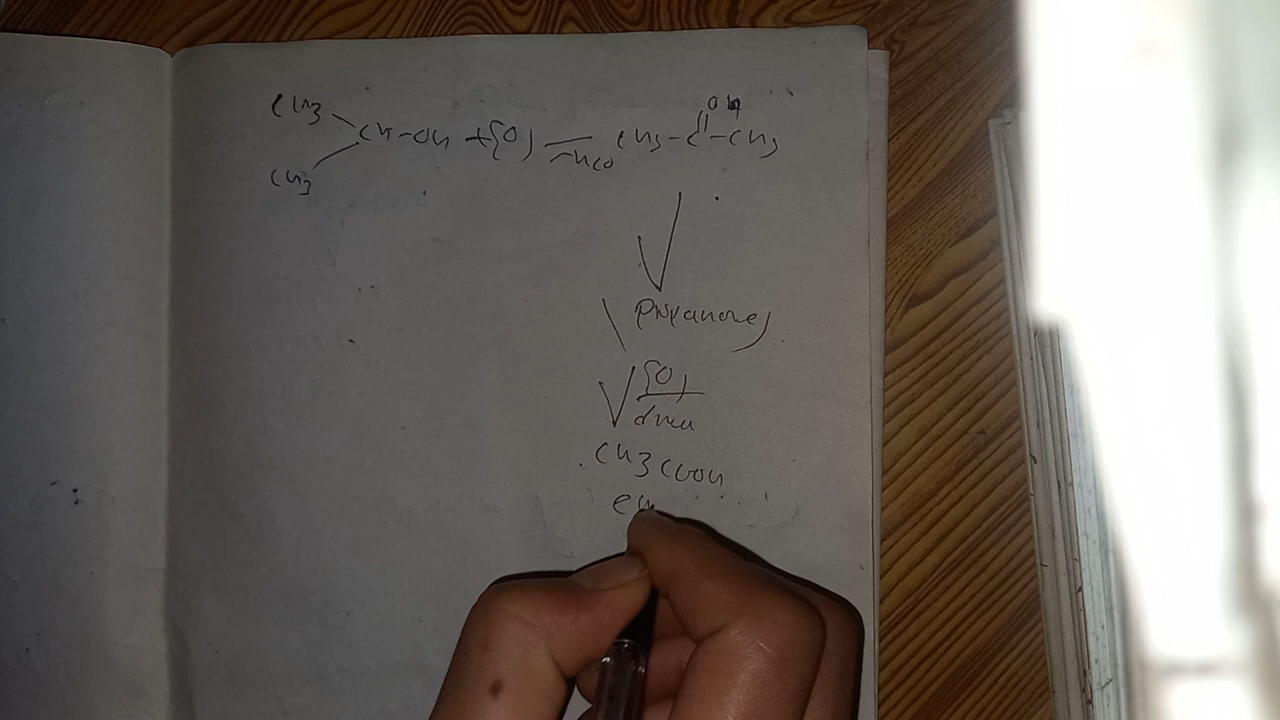 CH3
CH-OH + [O] -H2O CH3-C-CH3
OH
CH3
Propanone)
[O]
CH3COOH